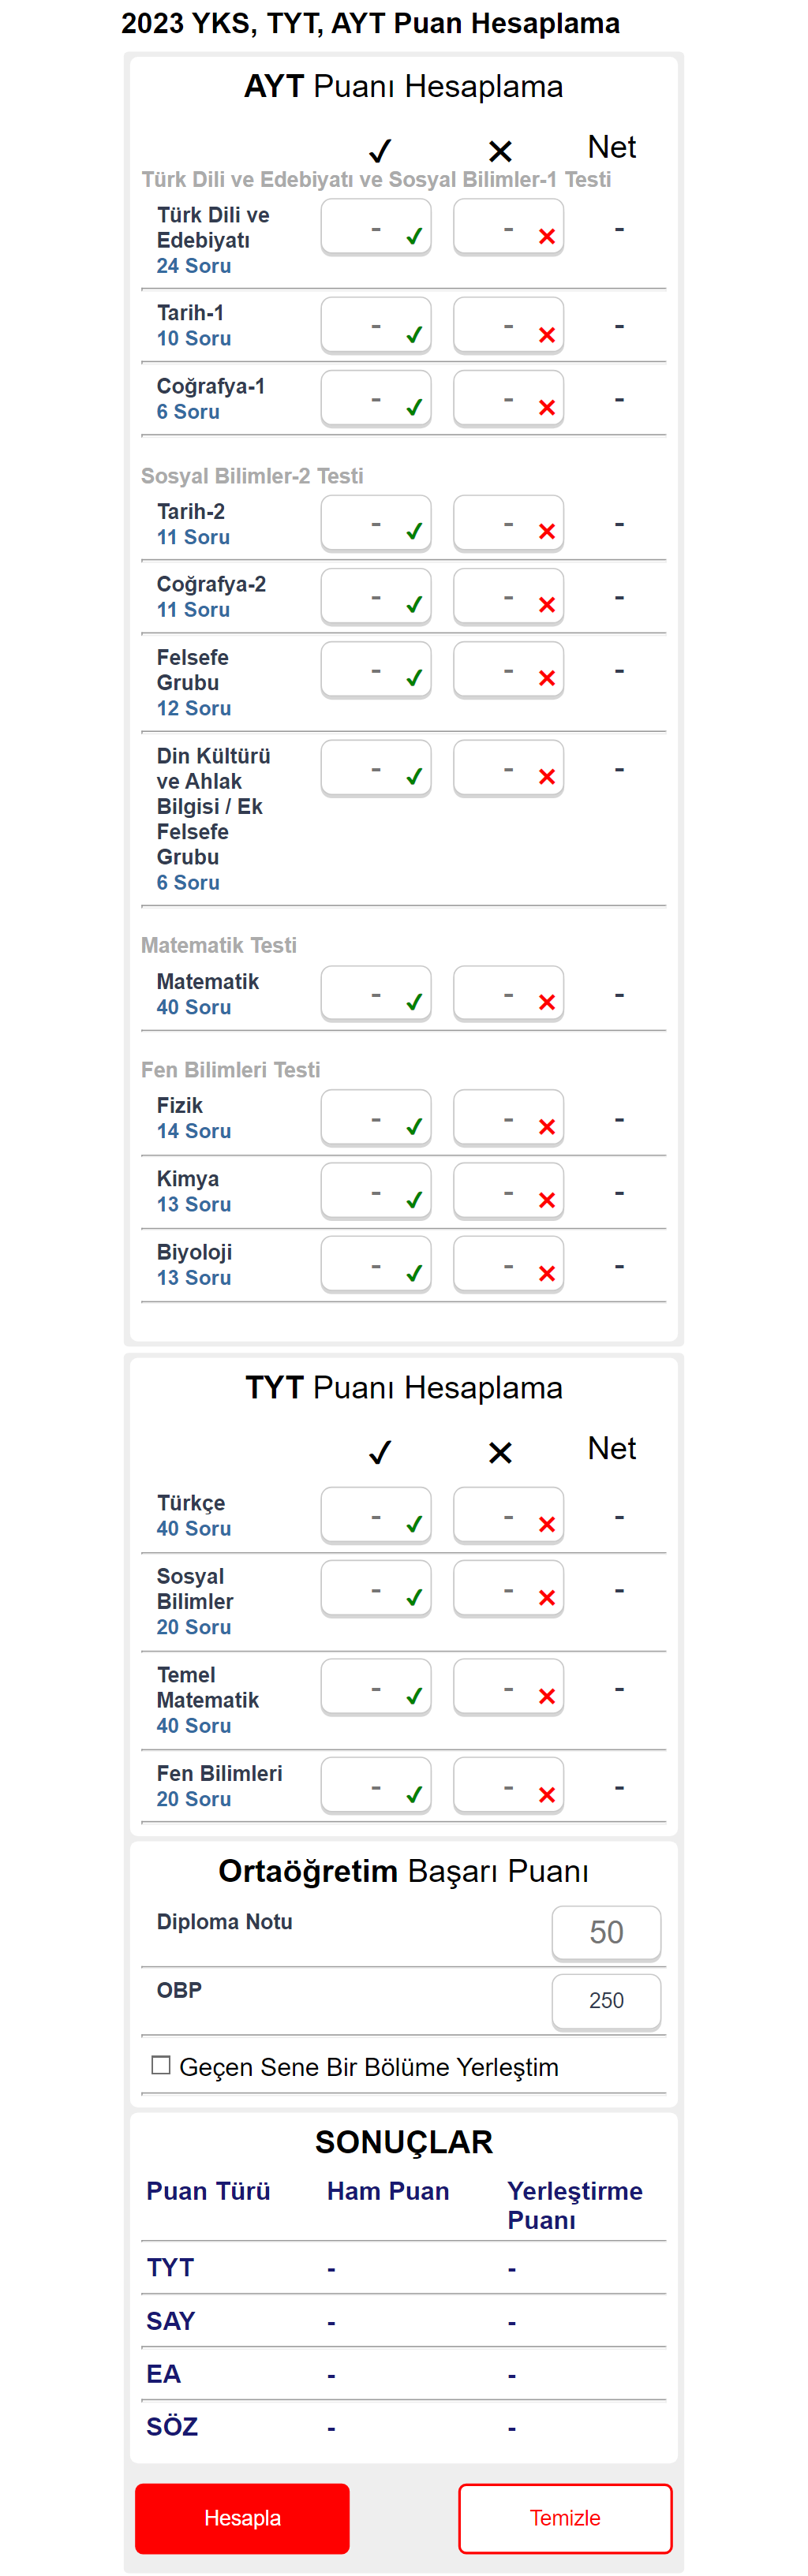 2023 YKS, TYT, AYT Puan Hesaplama
AYT Puanı Hesaplama
✓ ✕ Net
Türk Dili ve Edebiyatı ve Sosyal Bilimler-1 Testi
Türk Dili ve - ✓ - ✕ -
Edebiyatı
24 Soru
Tarih-1 - ✓ - ✕ -
10 Soru
Coğrafya-1 - ✓ - ✕ -
6 Soru
Sosyal Bilimler-2 Testi
Tarih-2 - ✓ - ✕ -
11 Soru
Coğrafya-2 - ✓ - ✕ -
11 Soru
Felsefe - ✓ - ✕ -
Grubu
12 Soru
Din Kültürü - ✓ - ✕ -
ve Ahlak
Bilgisi / Ek
Felsefe
Grubu
6 Soru
Matematik Testi
Matematik - ✓ - ✕ -
40 Soru
Fen Bilimleri Testi
Fizik - ✓ - ✕ -
14 Soru
Kimya - ✓ - ✕ -
13 Soru
Biyoloji - ✓ - ✕ -
13 Soru
TYT Puanı Hesaplama
✓ ✕ Net
Türkçe - ✓ - ✕ -
40 Soru
Sosyal - ✓ - ✕ -
Bilimler
20 Soru
Temel - ✓ - ✕ -
Matematik
40 Soru
Fen Bilimleri - ✓ - ✕ -
20 Soru
Ortaöğretim Başarı Puanı
Diploma Notu 50
OBP 250
Geçen Sene Bir Bölüme Yerleştim
SONUÇLAR
Puan Türü Ham Puan Yerleştirme
Puanı
TYT - -
SAY - -
EA - -
SÖZ - -
Hesapla Temizle